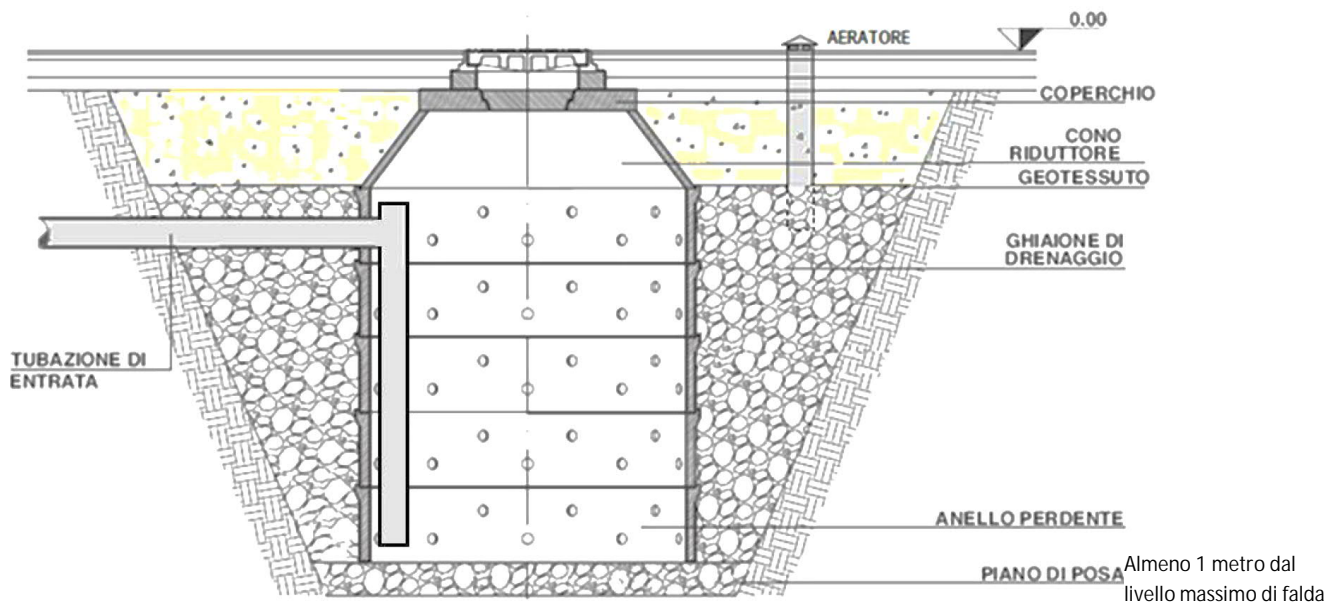 0.00
AERATORE
COPERCHIO
CONO
RIDUTTORE
GEOTESSUTO
GHIAIONE DI
DRENAGGIO
TUBAZIONE DI
ENTRATA
ANELLO PERDENTE
PIANO DI POSA
Almeno 1 metro dal
livello massimo di falda